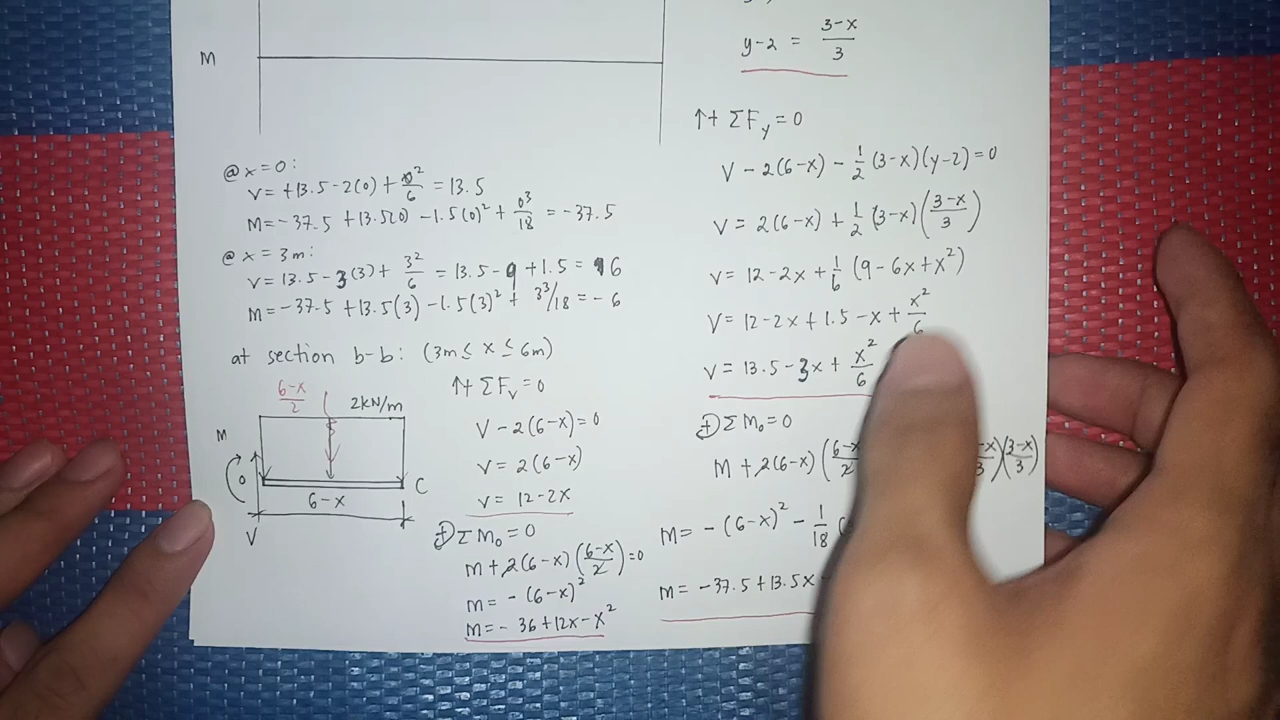 M
@ x=0:
V= +13.5-2(0) + 0²/6 = 13.5
M= -37.5 +13.5(0) -1.5(0)² + 0³/18 = -37.5
@ x = 3m:
V= 13.5-3(3)+ 3²/6 = 13.5-9+1.5 = 6
M= -37.5 +13.5(3) -1.5(3)² + 3³/18 = -6
at section b-b: (3m ≤ x ≤ 6m)
6-x/2
2kN/m
M
O
6-x
C
V
↑+ ΣFv=0
V-2(6-x)=0
V= 2(6-x)
V= 12-2x
+ ΣMo=0
M+2(6-x)(6-x/2)=0
M= -(6-x)²
M= -36+12x-x²
y-2 = 3-x/3
↑+ ΣFy=0
V-2(6-x) - 1/2 (3-x)(y-2)=0
V= 2(6-x) + 1/2 (3-x)(3-x/3)
V= 12-2x+ 1/6 (9-6x+x²)
V= 12-2x+1.5-x+ x²/6
V= 13.5-3x+ x²/6
+ ΣMo=0
M+2(6-x)(6-x/2 -x/3)(3-x/3)
M= -(6-x)² - 1/18
M= -37.5+13.5x